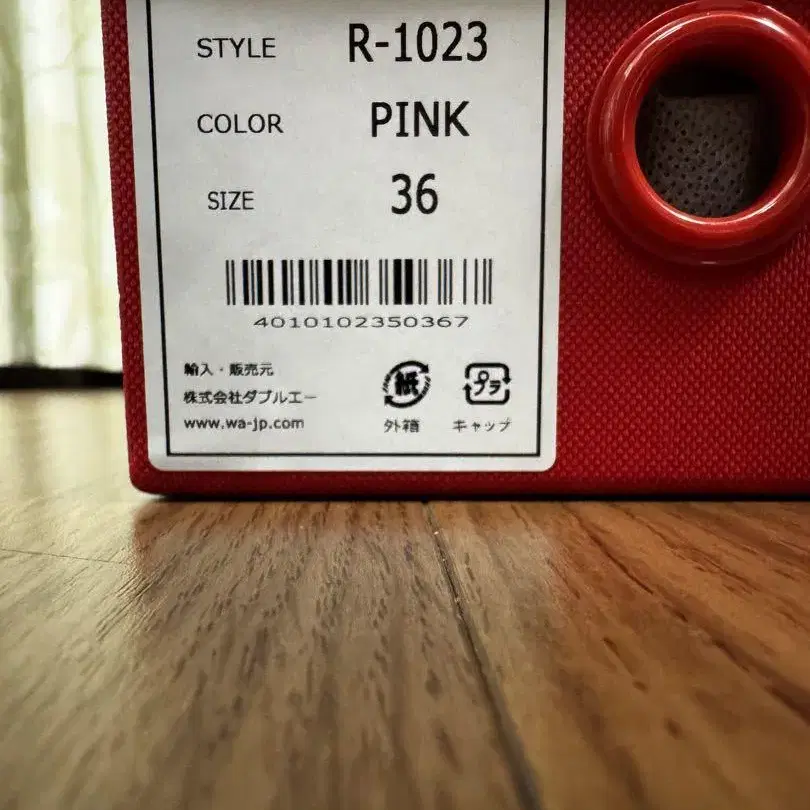 STYLE R-1023
COLOR PINK
SIZE 36
4010102350367
輸入・販売元
株式会社ダブルエー
www.wa-jp.com
紙 プラ
外箱 キャップ